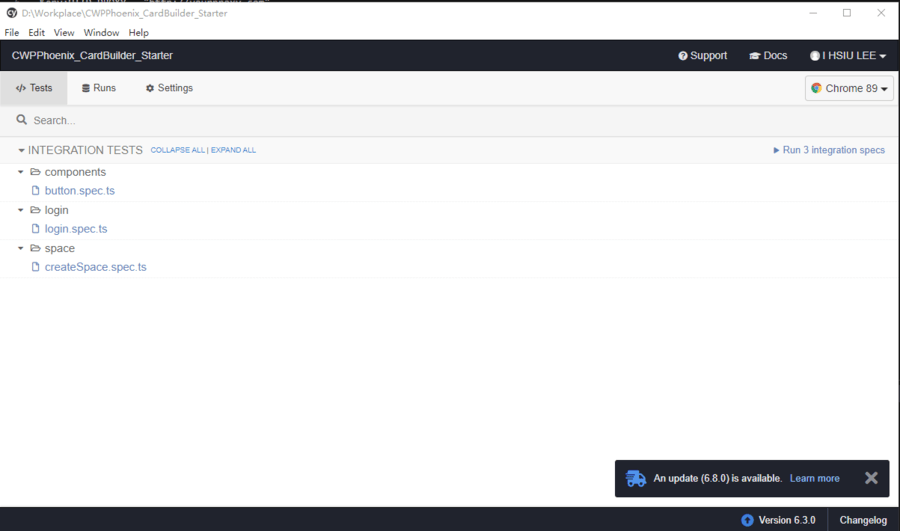 D:\Workplace\CWPPhoenix_CardBuilder_Starter
File Edit View Window Help
CWPPhoenix_CardBuilder_Starter Support Docs I HSIU LEE
</> Tests Runs Settings Chrome 89
Search...
INTEGRATION TESTS COLLAPSE ALL | EXPAND ALL Run 3 integration specs
components
button.spec.ts
login
login.spec.ts
space
createSpace.spec.ts
An update (6.8.0) is available. Learn more
Version 6.3.0 Changelog